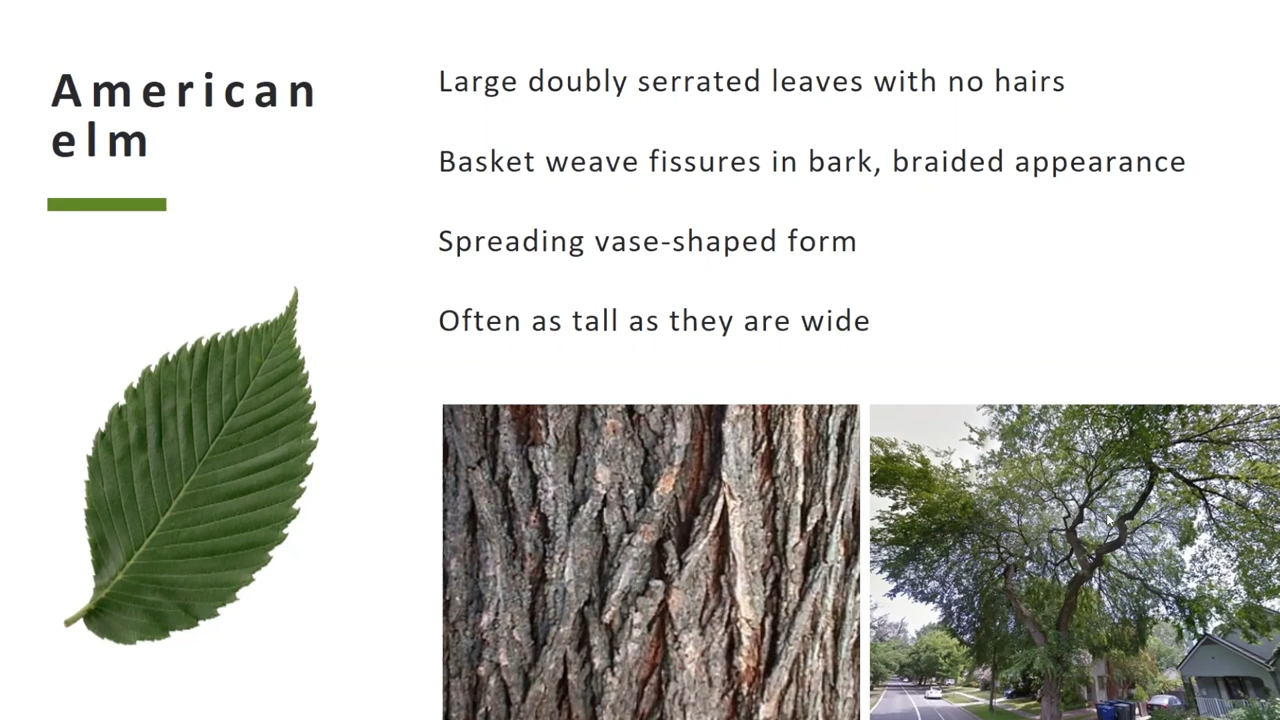 American
elm
Large doubly serrated leaves with no hairs
Basket weave fissures in bark, braided appearance
Spreading vase-shaped form
Often as tall as they are wide